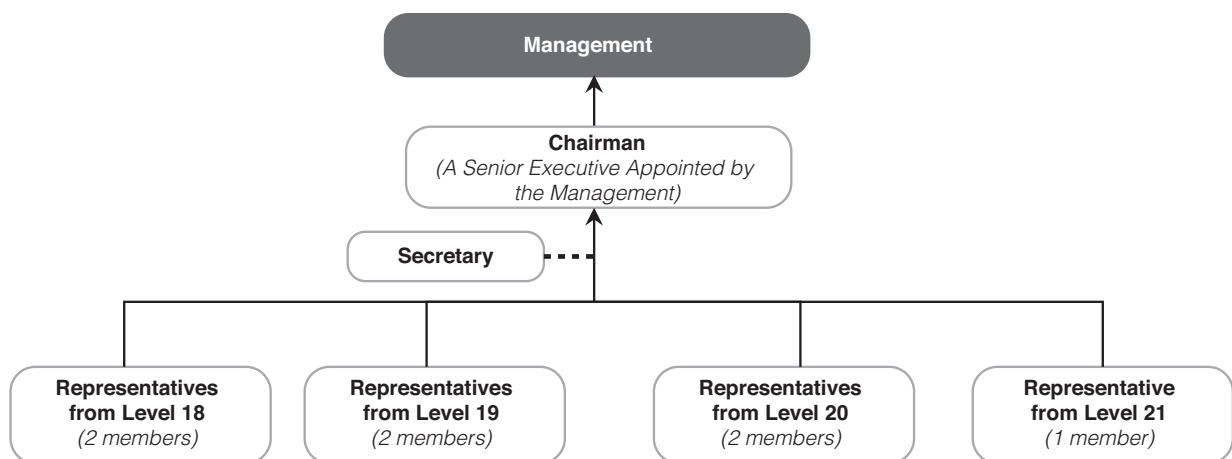 Management
Chairman
(A Senior Executive Appointed by
the Management)
Secretary
Representatives
from Level 18
(2 members)
Representatives
from Level 19
(2 members)
Representatives
from Level 20
(2 members)
Representative
from Level 21
(1 member)